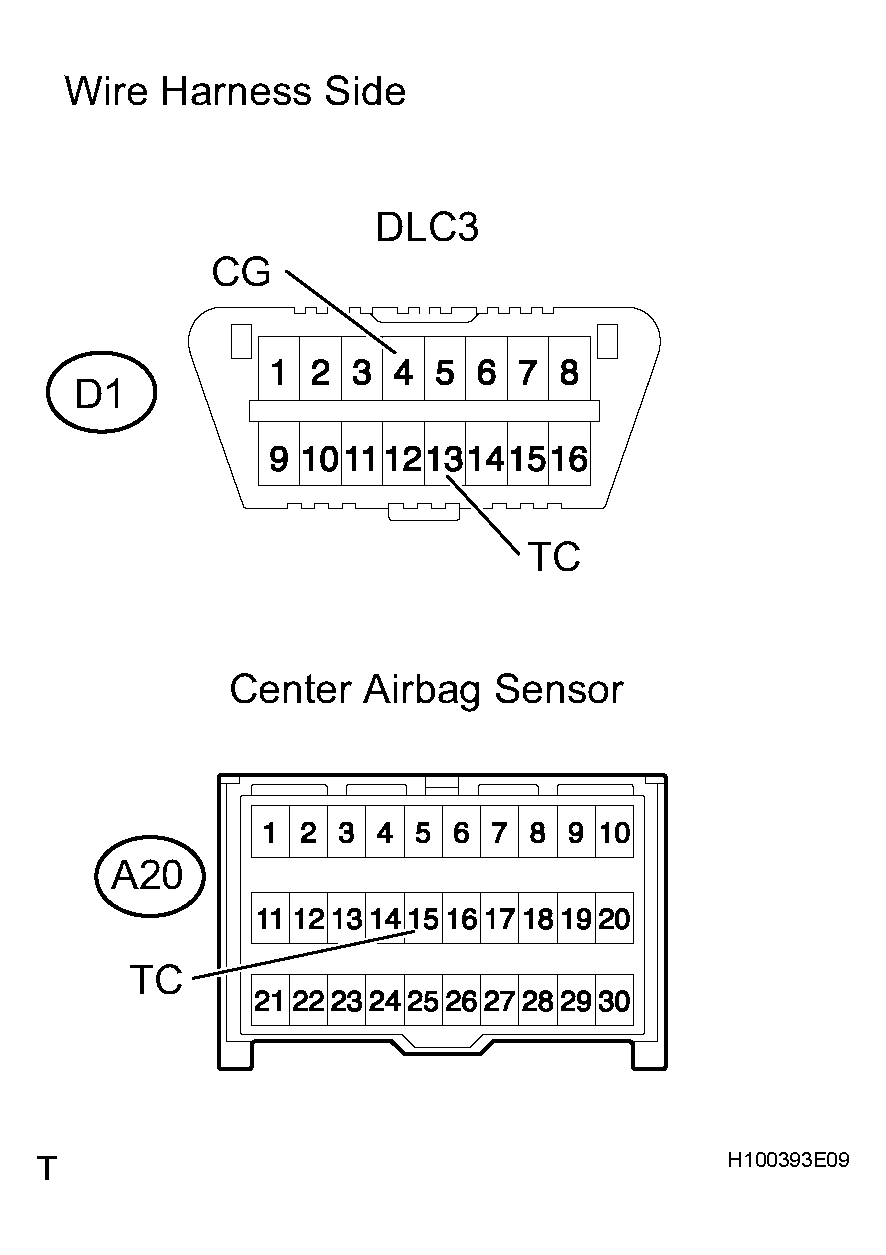 Wire Harness Side
DLC3
CG
1 2 3 4 5 6 7 8
D1
9 10 11 12 13 14 15 16
TC
Center Airbag Sensor
1 2 3 4 5 6 7 8 9 10
A20
11 12 13 14 15 16 17 18 19 20
TC
21 22 23 24 25 26 27 28 29 30
T
H100393E09